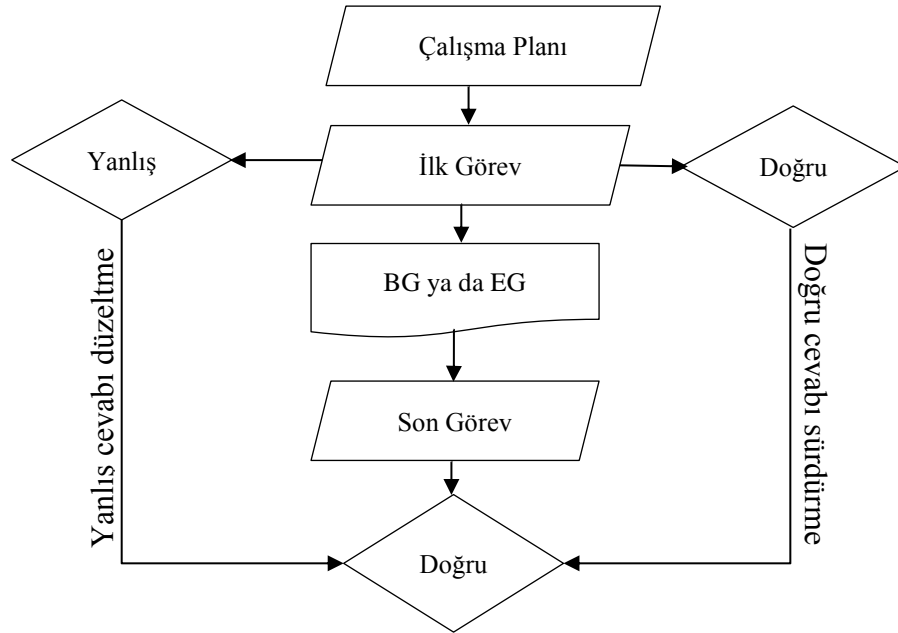 Çalışma Planı
Yanlış
İlk Görev
Doğru
BG ya da EG
Yanlış cevabı düzeltme
Doğru cevabı sürdürme
Son Görev
Doğru